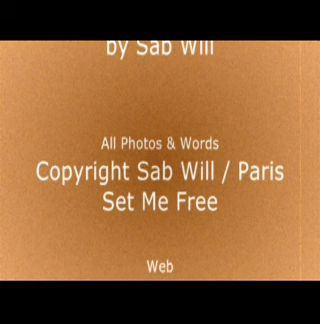 by Sab Will
All Photos & Words
Copyright Sab Will / Paris
Set Me Free
Web